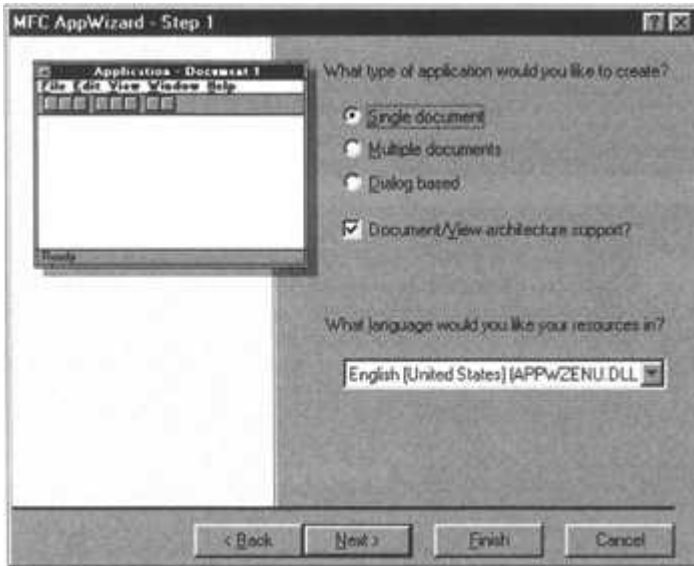 MFC AppWizard - Step 1
Application - Document 1
File Edit View Window Help
Ready
What type of application would you like to create?
Single document
Multiple documents
Dialog based
Document/View architecture support?
What language would you like your resources in?
English (United States) (APPWZENU.DLL
< Back
Next >
Finish
Cancel